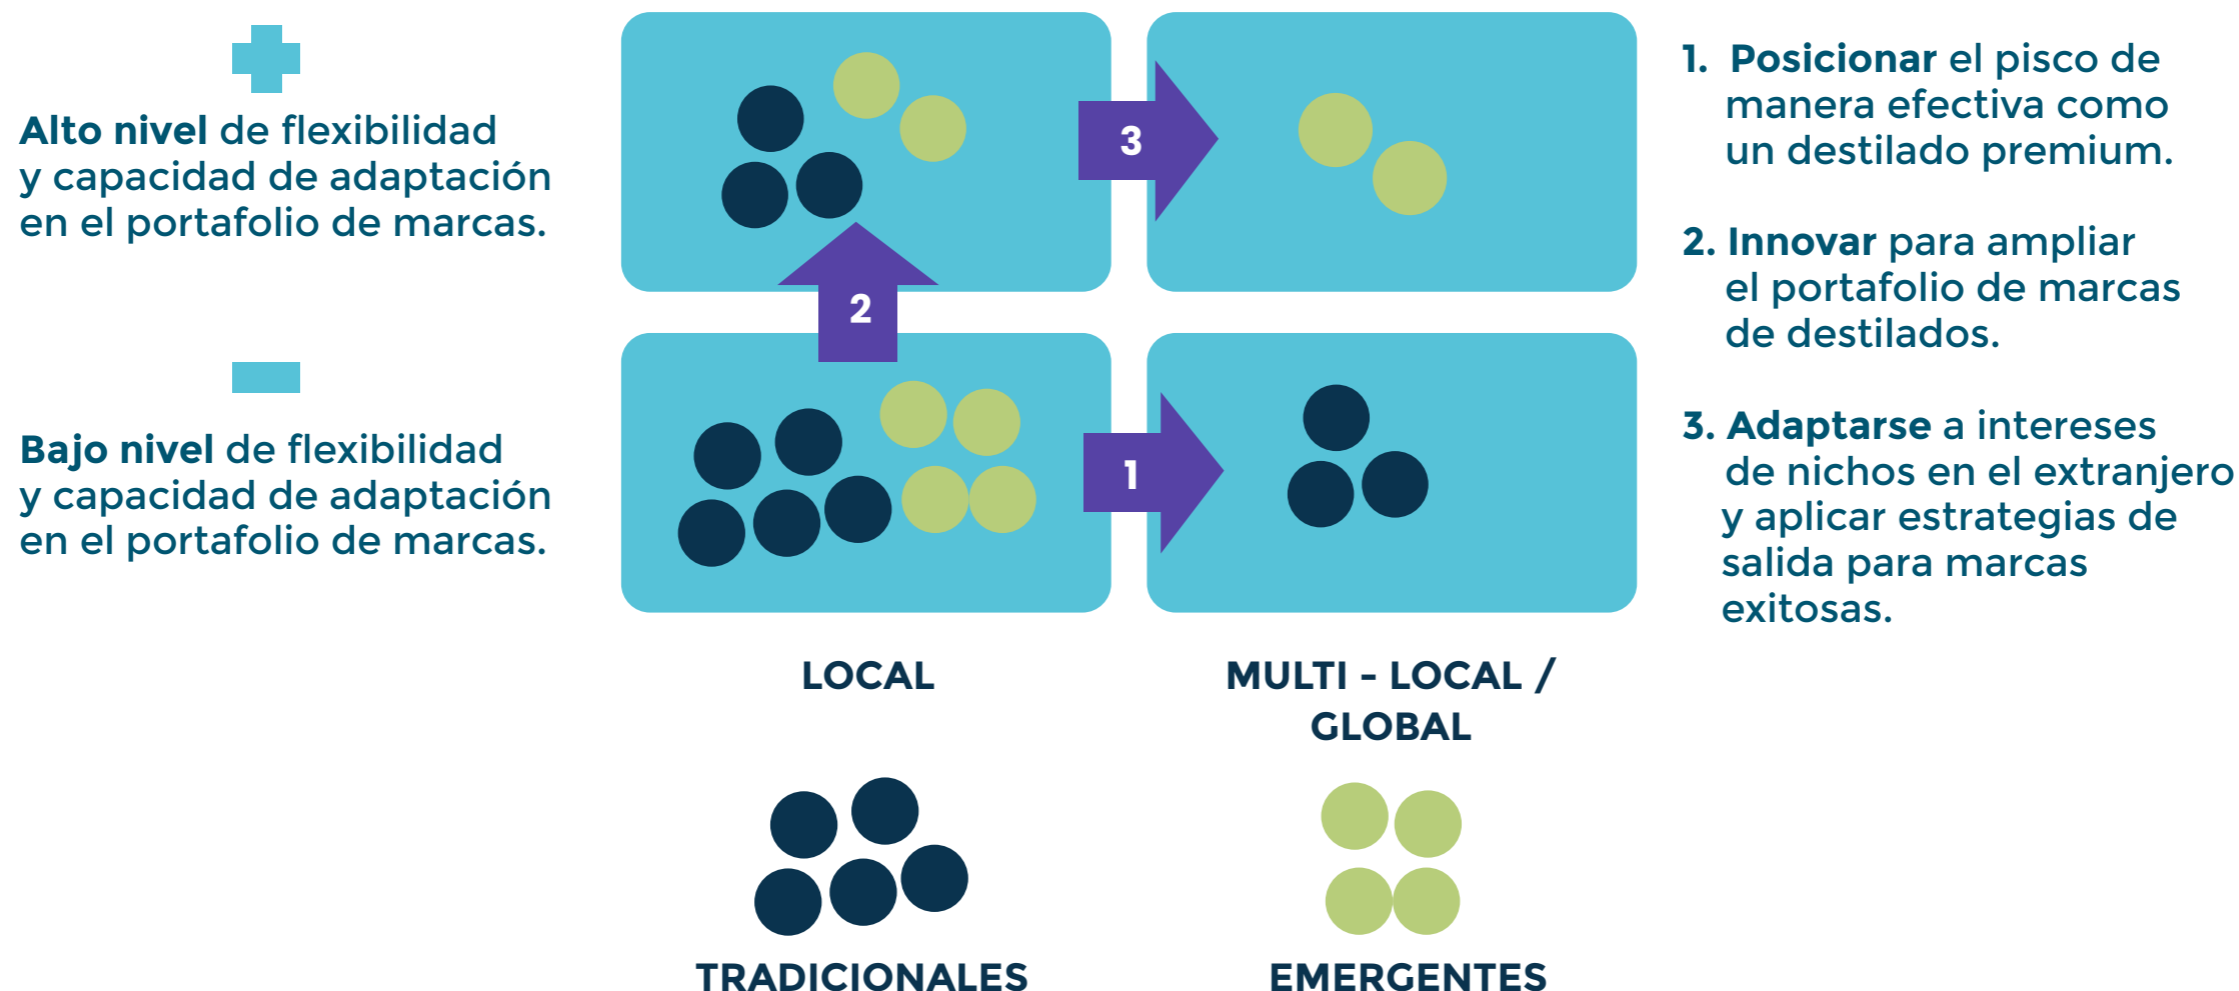 Alto nivel de flexibilidad
y capacidad de adaptación
en el portafolio de marcas.
Bajo nivel de flexibilidad
y capacidad de adaptación
en el portafolio de marcas.
3
2
1
LOCAL
MULTI - LOCAL /
GLOBAL
TRADICIONALES
EMERGENTES
1. Posicionar el pisco de
manera efectiva como
un destilado premium.
2. Innovar para ampliar
el portafolio de marcas
de destilados.
3. Adaptarse a intereses
de nichos en el extranjero
y aplicar estrategias de
salida para marcas
exitosas.